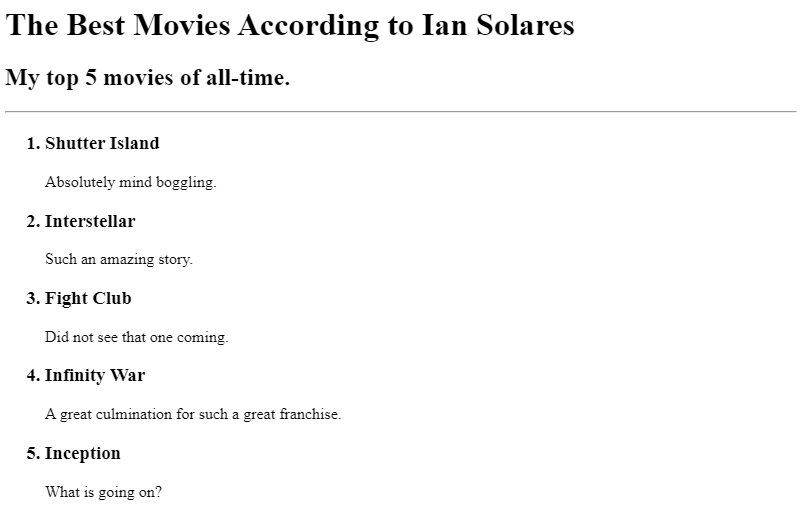 The Best Movies According to Ian Solares
My top 5 movies of all-time.
1. Shutter Island
Absolutely mind boggling.
2. Interstellar
Such an amazing story.
3. Fight Club
Did not see that one coming.
4. Infinity War
A great culmination for such a great franchise.
5. Inception
What is going on?